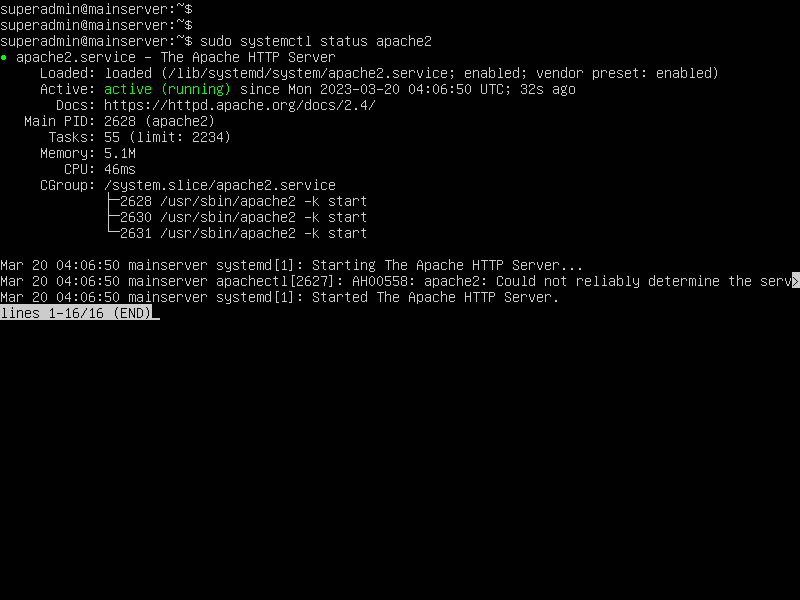 superadmin@mainserver:~$
superadmin@mainserver:~$
superadmin@mainserver:~$ sudo systemctl status apache2
● apache2.service - The Apache HTTP Server
     Loaded: loaded (/lib/systemd/system/apache2.service; enabled; vendor preset: enabled)
     Active: active (running) since Mon 2023-03-20 04:06:50 UTC; 32s ago
       Docs: https://httpd.apache.org/docs/2.4/
   Main PID: 2628 (apache2)
      Tasks: 55 (limit: 2234)
     Memory: 5.1M
        CPU: 46ms
     CGroup: /system.slice/apache2.service
             ├─2628 /usr/sbin/apache2 -k start
             ├─2630 /usr/sbin/apache2 -k start
             └─2631 /usr/sbin/apache2 -k start
Mar 20 04:06:50 mainserver systemd[1]: Starting The Apache HTTP Server...
Mar 20 04:06:50 mainserver apachectl[2627]: AH00558: apache2: Could not reliably determine the serv>
Mar 20 04:06:50 mainserver systemd[1]: Started The Apache HTTP Server.
lines 1-16/16 (END)